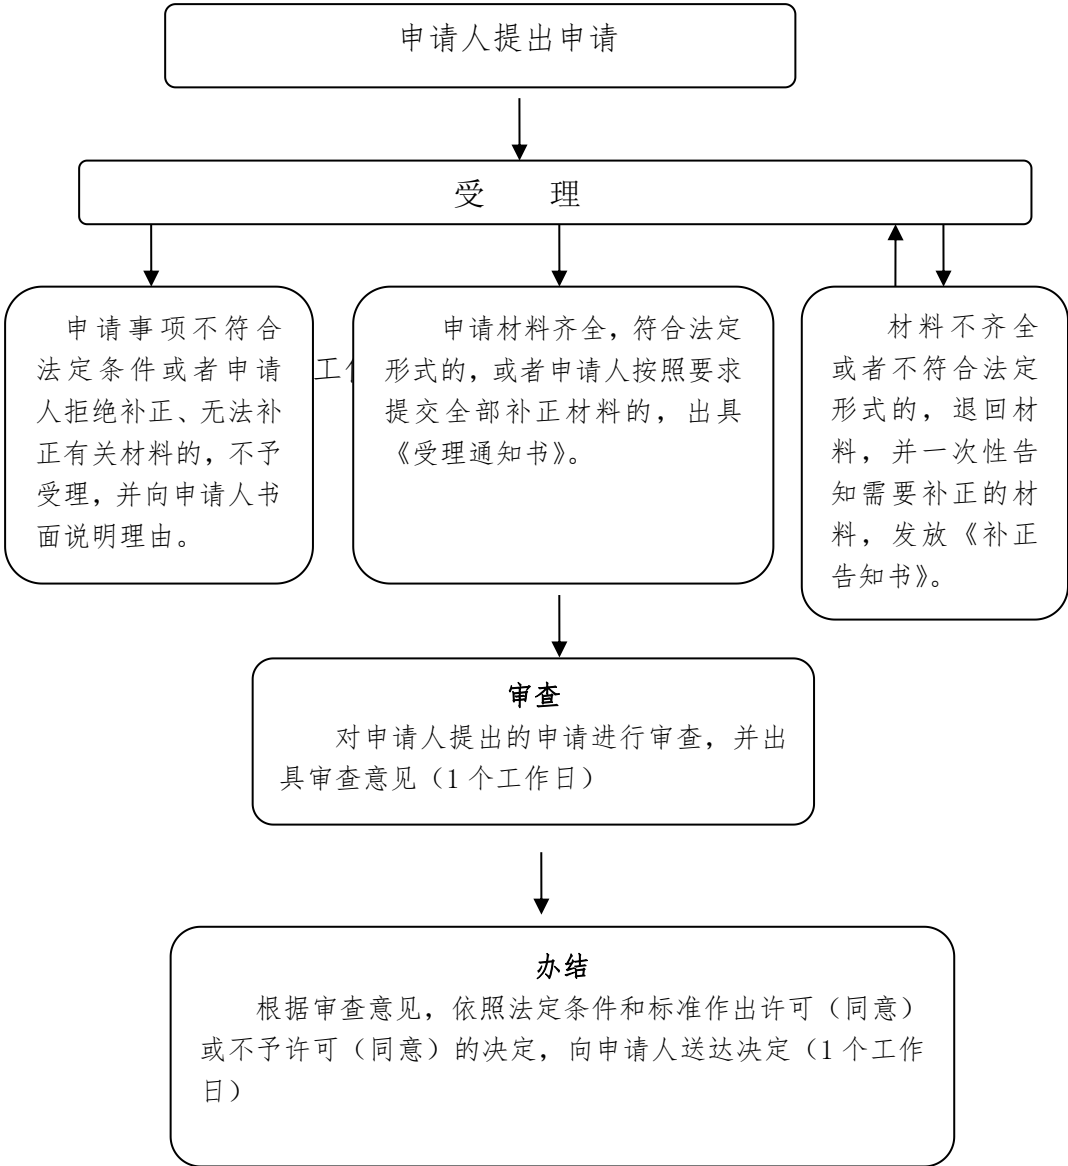 申请人提出申请
受 理
申请事项不符合
法定条件或者申请
人拒绝补正、无法补
正有关材料的，不予
受理，并向申请人书
面说明理由。
工
申请材料齐全，符合法定
形式的，或者申请人按照要求
提交全部补正材料的，出具
《受理通知书》。
材料不齐全
或者不符合法定
形式的，退回材
料，并一次性告
知需要补正的材
料，发放《补正
告知书》。
审查
对申请人提出的申请进行审查，并出
具审查意见（1个工作日）
办结
根据审查意见，依照法定条件和标准作出许可（同意）
或不予许可（同意）的决定，向申请人送达决定（1个工作
日）